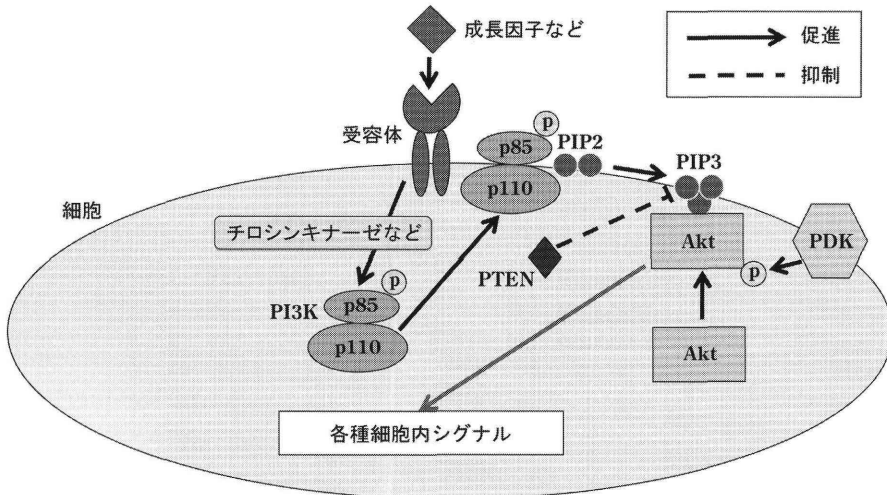 成長因子など
促進
抑制
受容体
p
p85
p110
PIP2
PIP3
細胞
チロシンキナーゼなど
Akt
PDK
p
PTEN
PI3K
p
p85
p110
Akt
各種細胞内シグナル